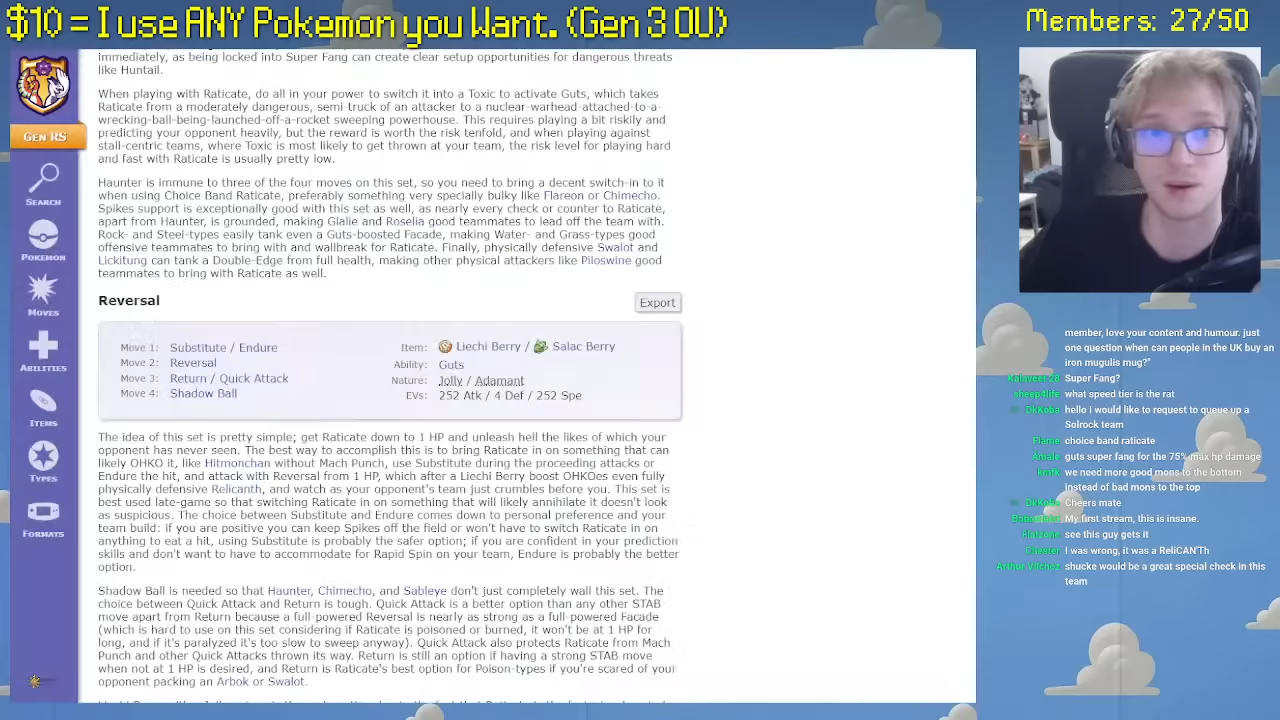 $10 = I use ANY Pokemon you Want. (Gen 3 OU)
Members: 27/50
Gen RS
Search
Pokemon
Moves
Abilities
Items
Types
Formats
immediately, as being locked into Super Fang can create clear setup opportunities for dangerous threats
like Huntail.
When playing with Raticate, do all in your power to switch it into a Toxic to activate Guts, which takes
Raticate from a moderately dangerous, semi-truck of an attacker to a nuclear-warhead-attached-to-a-
wrecking-ball-being-launched-off-a-rocket sweeping powerhouse. This requires playing a bit riskily and
predicting your opponent heavily, but the reward is worth the risk tenfold, and when playing against
stall-centric teams, where Toxic is most likely to get thrown at your team, the risk level for playing hard
and fast with Raticate is usually pretty low.
Haunter is immune to three of the four moves on this set, so you need to bring a decent switch-in to it
when using Choice Band Raticate, preferably something very specially bulky like Flareon or Chimecho.
Spikes support is exceptionally good with this set as well, as nearly every check or counter to Raticate,
apart from Haunter, is grounded, making Glalie and Roselia good teammates to lead off the team with.
Rock- and Steel-types easily tank even a Guts-boosted Facade, making Water- and Grass-types good
offensive teammates to bring with and wallbreak for Raticate. Finally, physically defensive Swalot and
Lickitung can tank a Double-Edge from full health, making other physical attackers like Piloswine good
teammates to bring with Raticate as well.
Reversal
Export
Move 1: Substitute / Endure
Move 2: Reversal
Move 3: Return / Quick Attack
Move 4: Shadow Ball
Item: Liechi Berry / Salac Berry
Ability: Guts
Nature: Jolly / Adamant
EVs: 252 Atk / 4 Def / 252 Spe
The idea of this set is pretty simple; get Raticate down to 1 HP and unleash hell the likes of which your
opponent has never seen. The best way to accomplish this is to bring Raticate in on something that can
likely OHKO it, like Hitmonchan without Mach Punch, use Substitute during the proceeding attacks or
Endure the hit, and attack with Reversal from 1 HP, which after a Liechi Berry boost OHKOes even fully
physically defensive Relicanth, and watch as your opponent's team just crumbles before you. This set is
best used late-game so that switching Raticate in on something that will likely annihilate it doesn't look
as suspicious. The choice between Substitute and Endure comes down to personal preference and your
team build: if you are positive you can keep Spikes off the field or won't have to switch Raticate in on
anything to eat a hit, using Substitute is probably the safer option; if you are confident in your prediction
skills and don't want to have to accommodate for Rapid Spin on your team, Endure is probably the better
option.
Shadow Ball is needed so that Haunter, Chimecho, and Sableye don't just completely wall this set. The
choice between Quick Attack and Return is tough. Quick Attack is a better option than any other STAB
move apart from Return because a full-powered Reversal is nearly as strong as a full-powered Facade
(which is hard to use on this set considering if Raticate is poisoned or burned, it won't be at 1 HP for
long, and if it's paralyzed it's too slow to sweep anyway). Quick Attack also protects Raticate from Mach
Punch and other Quick Attacks thrown its way. Return is still an option if having a strong STAB move
when not at 1 HP is desired, and Return is Raticate's best option for Poison-types if you're scared of your
opponent packing an Arbok or Swalot.
member, love your content and humour. just
one question when can people in the UK buy an
iron mugulis mug?"
Super Fang?
sheep4life what speed tier is the rat
DkKoba hello I would like to request to queue up a
Solrock team
Flame choice band raticate
guts super fang for the 75% max hp damage
we need more good mons to the bottom
instead of bad mons to the top
DkKoba Cheers mate
My first stream, this is insane.
see this guy gets it
Chester I was wrong, it was a ReliCAN'Th
Arthur Vilchez shucke would be a great special check in this
team